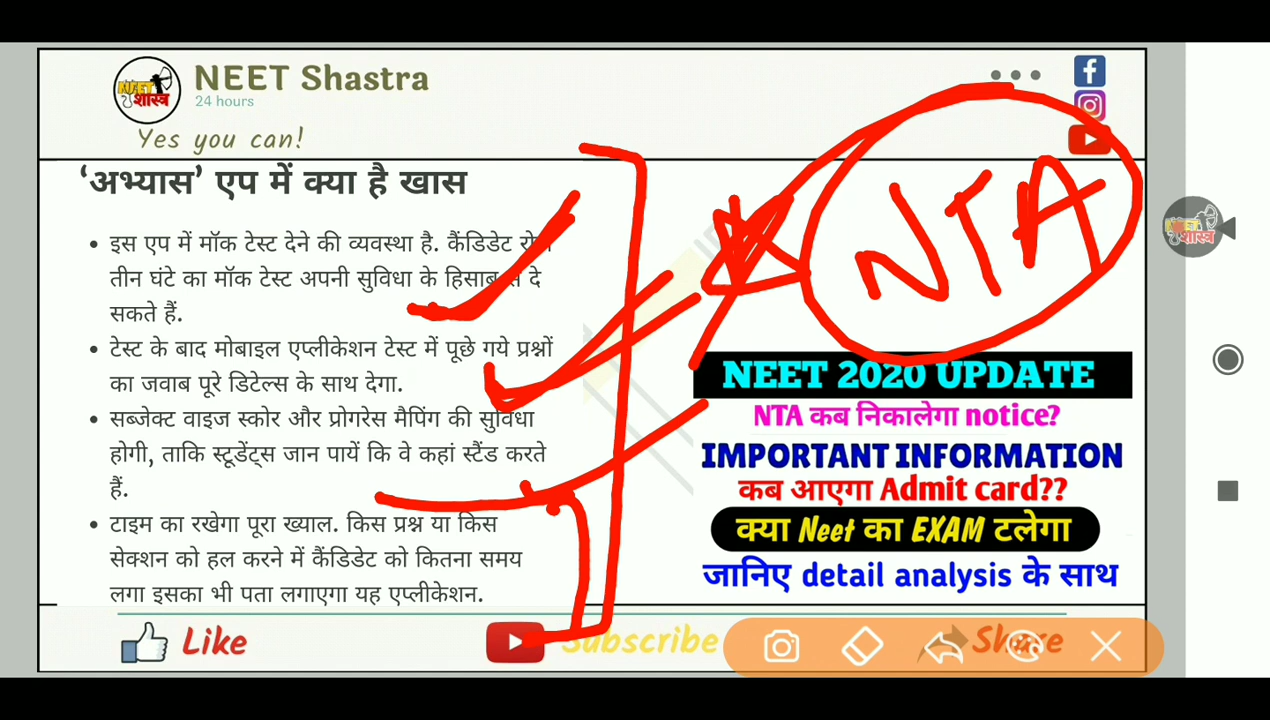 NEET Shastra
24 hours
Yes you can!
NEET
शास्त्र
‘अभ्यास’ एप में क्या है खास
• इस एप में मॉक टेस्ट देने की व्यवस्था है. कैंडिडेट
तीन घंटे का मॉक टेस्ट अपनी सुविधा के हिसाब से दे
सकते हैं.
• टेस्ट के बाद मोबाइल एप्लीकेशन टेस्ट में पूछे गये प्रश्नों
का जवाब पूरे डिटेल्स के साथ देगा.
• सब्जेक्ट वाइज स्कोर और प्रोगरेस मैपिंग की सुविधा
होगी, ताकि स्टूडेंट्स जान पायें कि वे कहां स्टैंड करते
हैं.
• टाइम का रखेगा पूरा ख्याल. किस प्रश्न या किस
सेक्शन को हल करने में कैंडिडेट को कितना समय
लगा इसका भी पता लगाएगा यह एप्लीकेशन.
NTA
NEET 2020 UPDATE
NTA कब निकालेगा notice?
IMPORTANT INFORMATION
कब आएगा Admit card??
क्या Neet का EXAM टलेगा
जानिए detail analysis के साथ
Like
Subscribe
Share